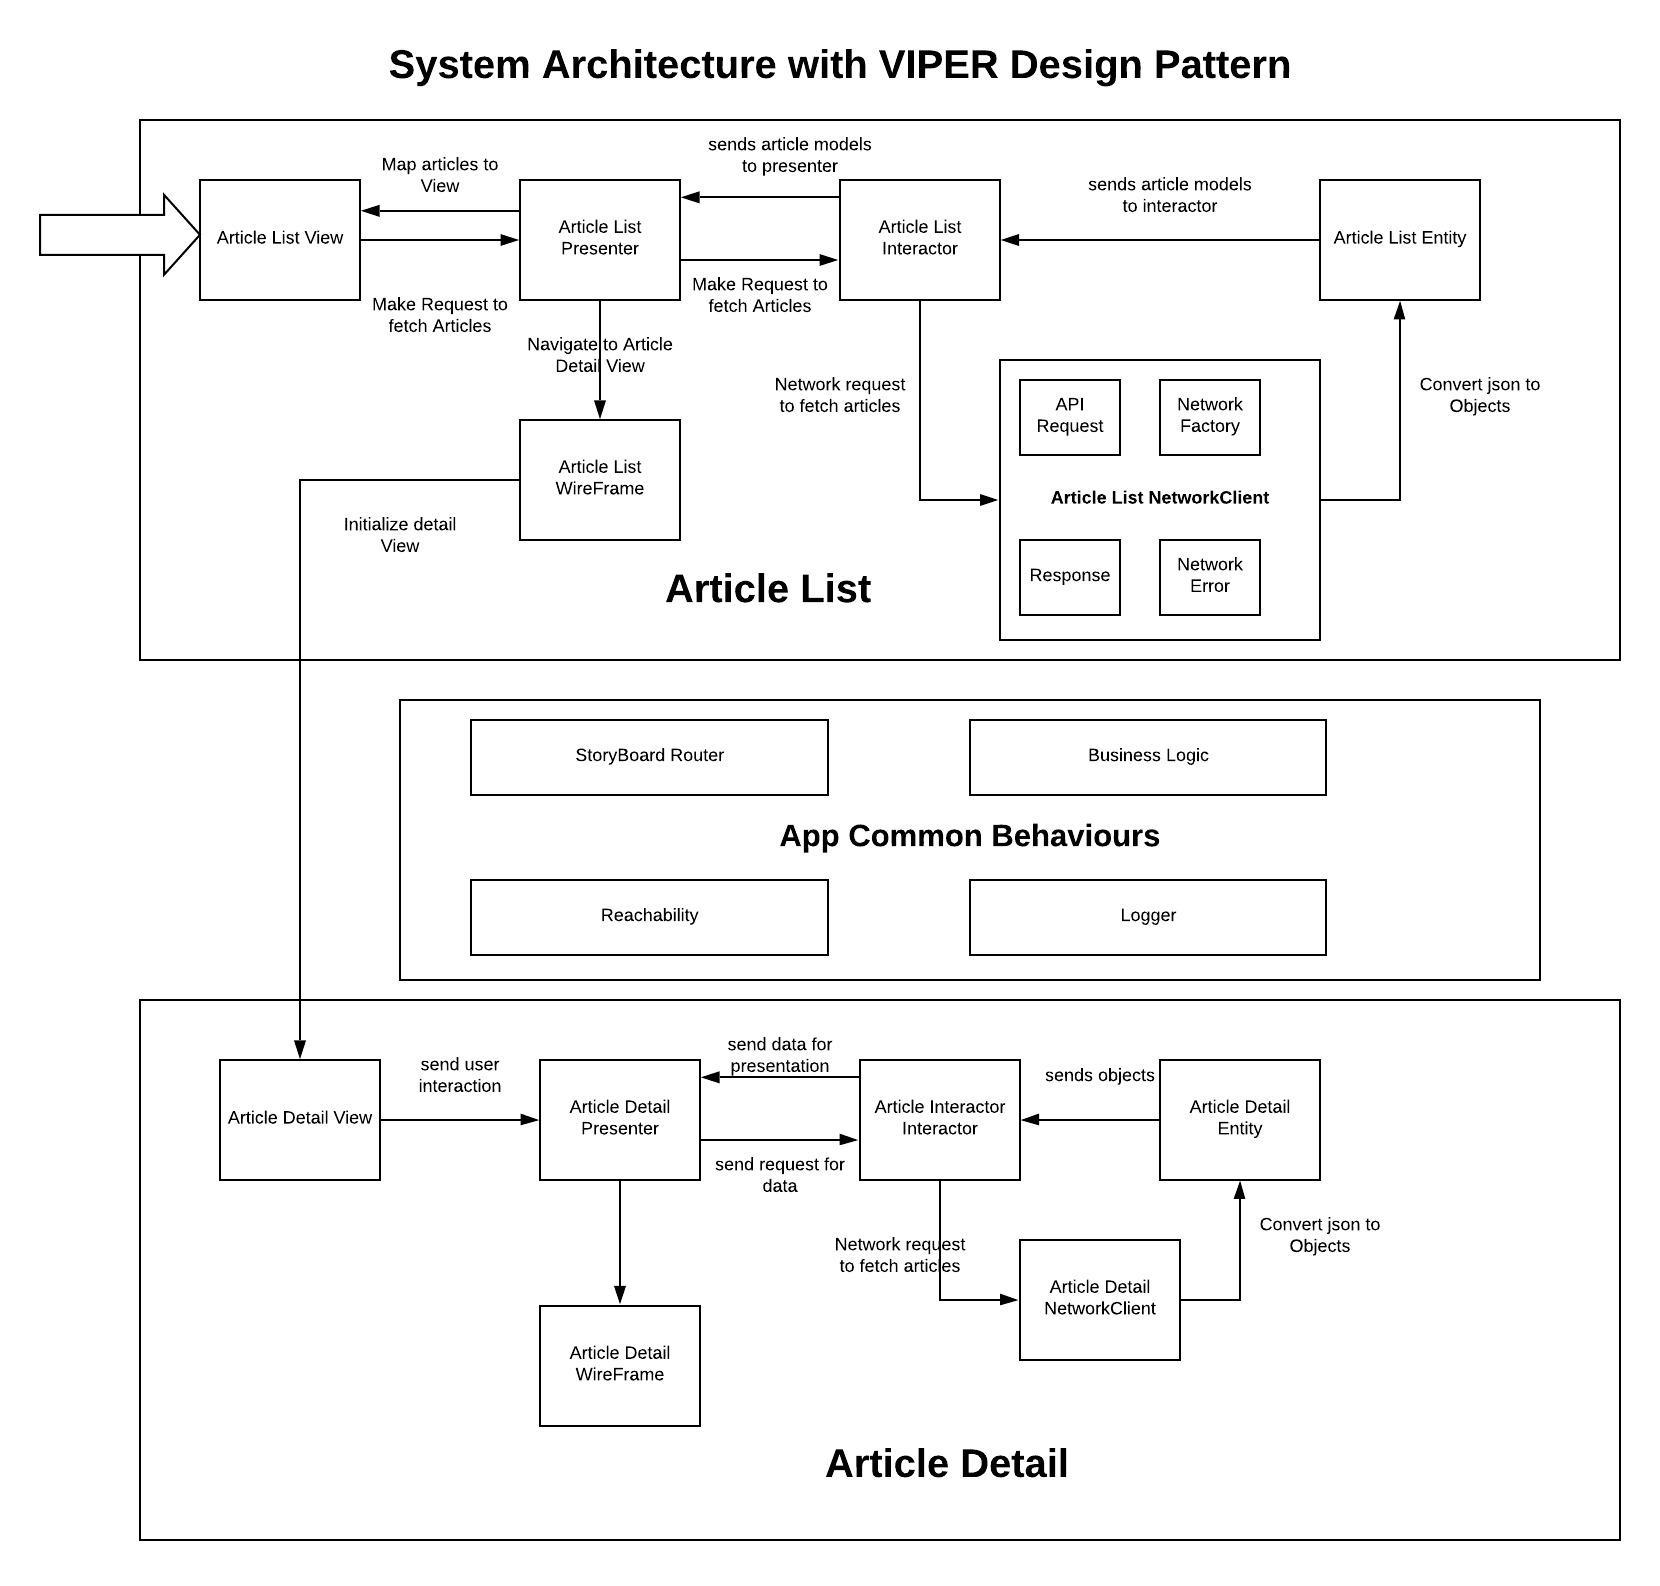 System Architecture with VIPER Design Pattern
Map articles to
View
sends article models
to presenter
sends article models
to interactor
Article List View
Article List
Presenter
Article List
Interactor
Article List Entity
Make Request to
fetch Articles
Make Request to
fetch Articles
Navigate to Article
Detail View
Network request
to fetch articles
API
Request
Network
Factory
Convert json to
Objects
Article List
WireFrame
Article List NetworkClient
Initialize detail
View
Response
Network
Error
Article List
StoryBoard Router
Business Logic
App Common Behaviours
Reachability
Logger
send user
interaction
send data for
presentation
sends objects
Article Detail View
Article Detail
Presenter
Article Interactor
Interactor
Article Detail
Entity
send request for
data
Network request
to fetch articles
Convert json to
Objects
Article Detail
NetworkClient
Article Detail
WireFrame
Article Detail